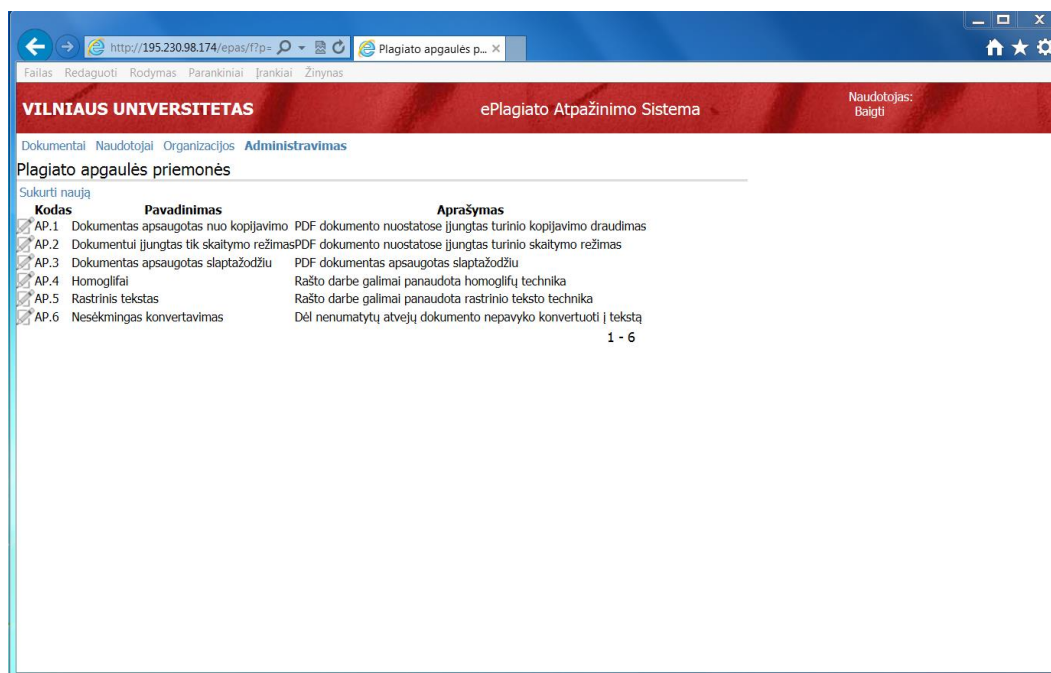 http://195.230.98.174/epas/f?p= Plagiato apgaulės p...
Failas Redaguoti Rodymas Parankiniai Įrankiai Žinynas
VILNIAUS UNIVERSITETAS ePlagiato Atpažinimo Sistema Naudotojas:
Baigti
Dokumentai Naudotojai Organizacijos Administravimas
Plagiato apgaulės priemonės
Sukurti naują
Kodas Pavadinimas Aprašymas
AP.1 Dokumentas apsaugotas nuo kopijavimo PDF dokumento nuostatose įjungtas turinio kopijavimo draudimas
AP.2 Dokumentui įjungtas tik skaitymo režimas PDF dokumento nuostatose įjungtas turinio skaitymo režimas
AP.3 Dokumentas apsaugotas slaptažodžiu PDF dokumentas apsaugotas slaptažodžiu
AP.4 Homoglifai Rašto darbe galimai panaudota homoglifų technika
AP.5 Rastrinis tekstas Rašto darbe galimai panaudota rastrinio teksto technika
AP.6 Nesėkmingas konvertavimas Dėl nenumatytų atvejų dokumento nepavyko konvertuoti į tekstą
1 - 6